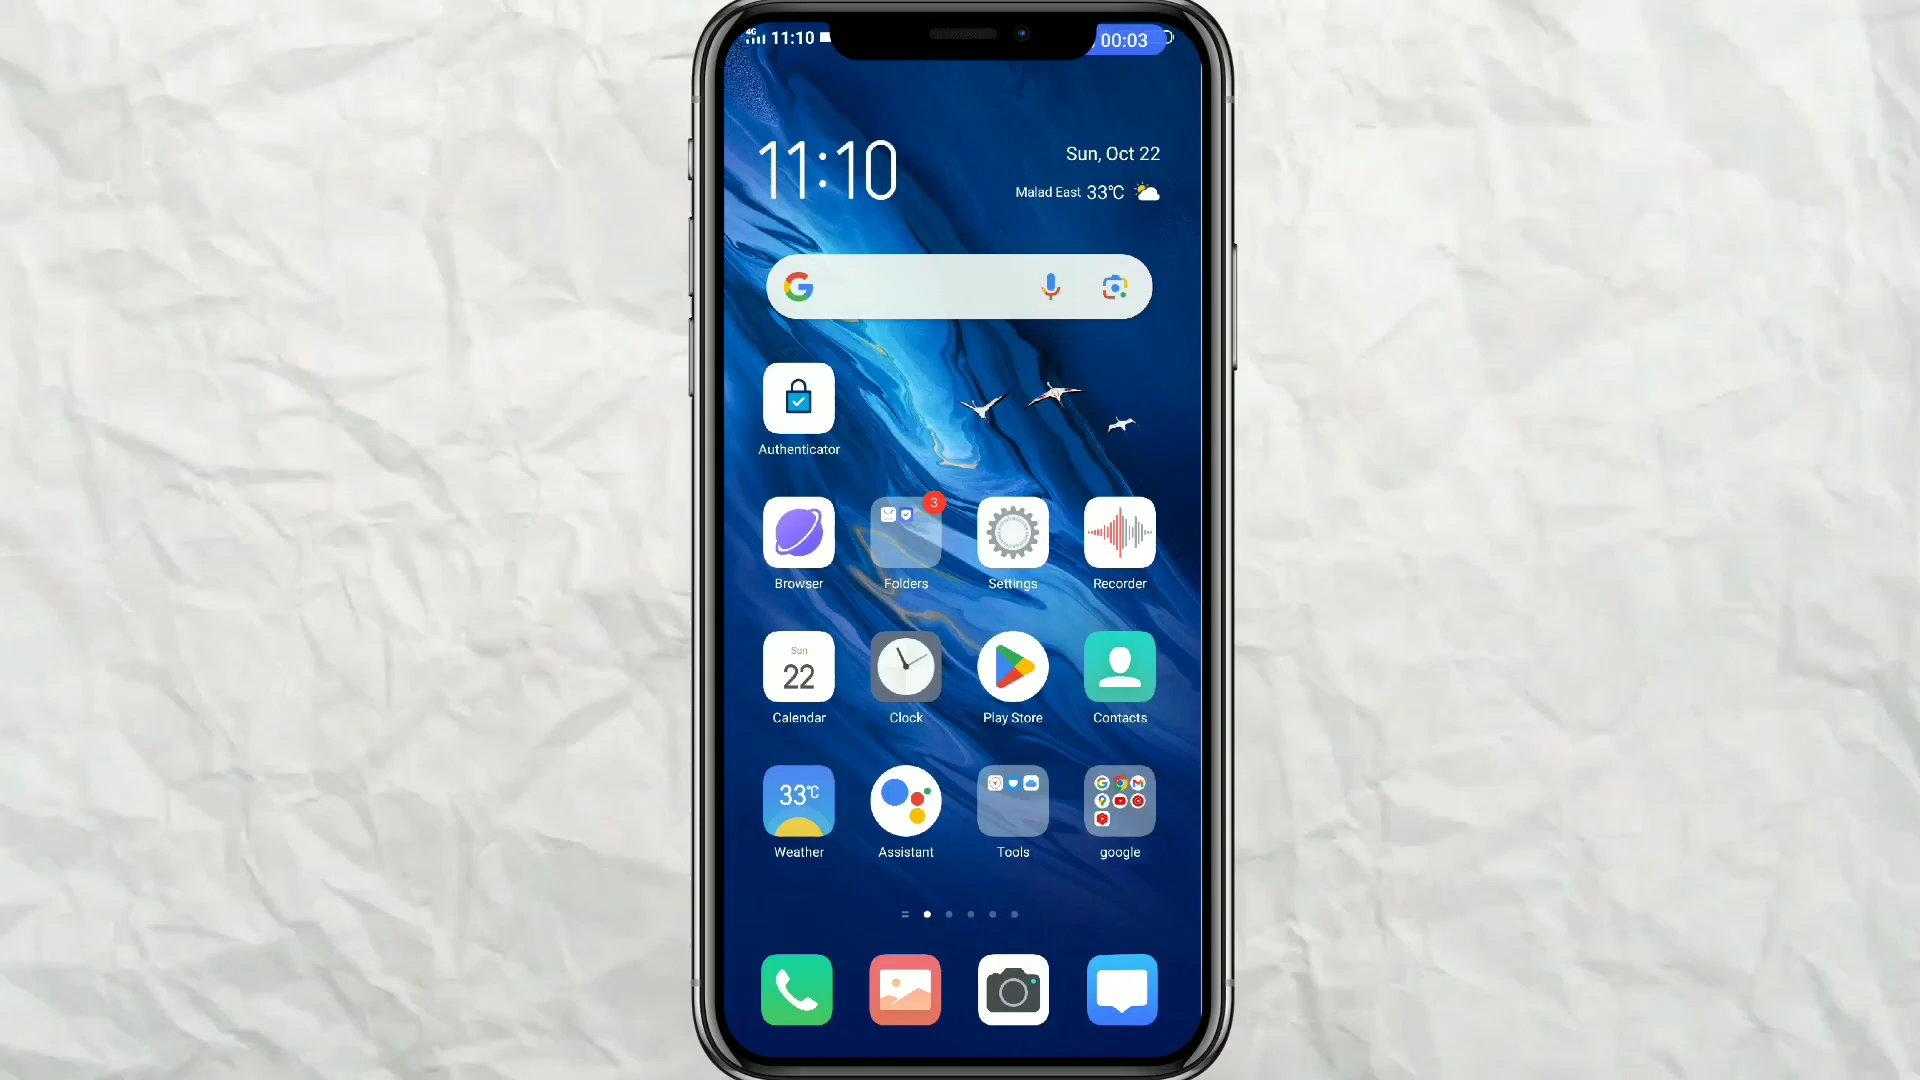 4G 11:10 00:03
11:10
Sun, Oct 22
Malad East 33°C
Authenticator
3
Browser Folders Settings Recorder
Sun
22
Calendar Clock Play Store Contacts
33°C
Weather Assistant Tools google